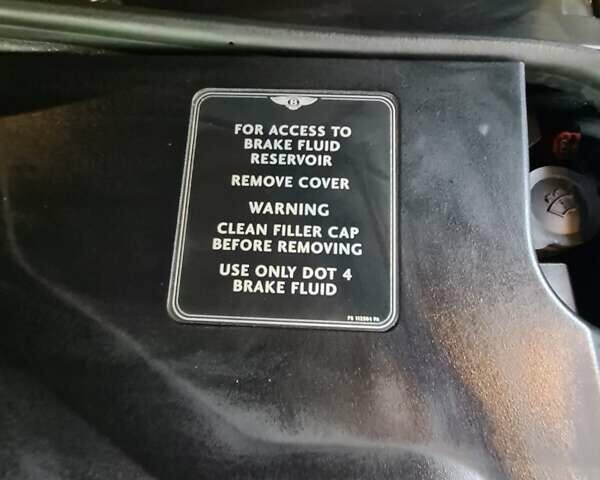 FOR ACCESS TO
BRAKE FLUID
RESERVOIR
REMOVE COVER
WARNING
CLEAN FILLER CAP
BEFORE REMOVING
USE ONLY DOT 4
BRAKE FLUID